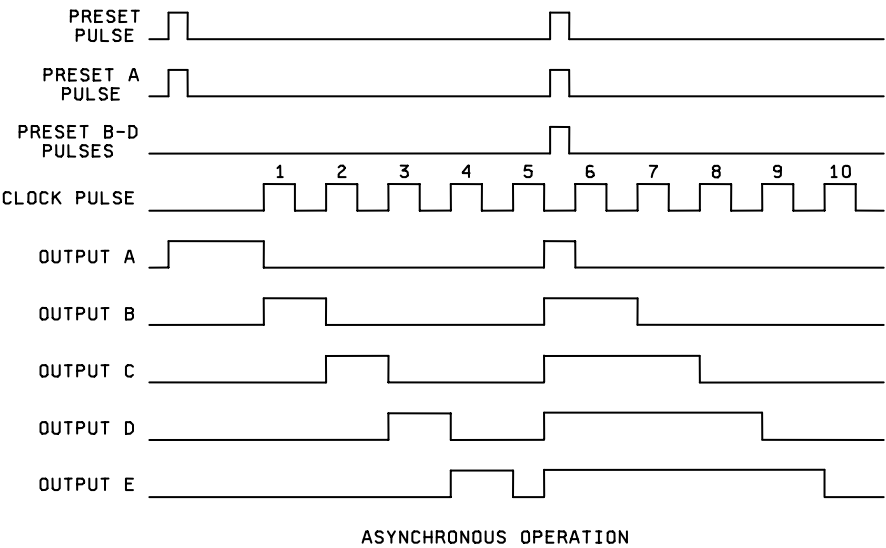 PRESET
PULSE
PRESET A
PULSE
PRESET B-D
PULSES
1 2 3 4 5 6 7 8 9 10
CLOCK PULSE
OUTPUT A
OUTPUT B
OUTPUT C
OUTPUT D
OUTPUT E
ASYNCHRONOUS OPERATION